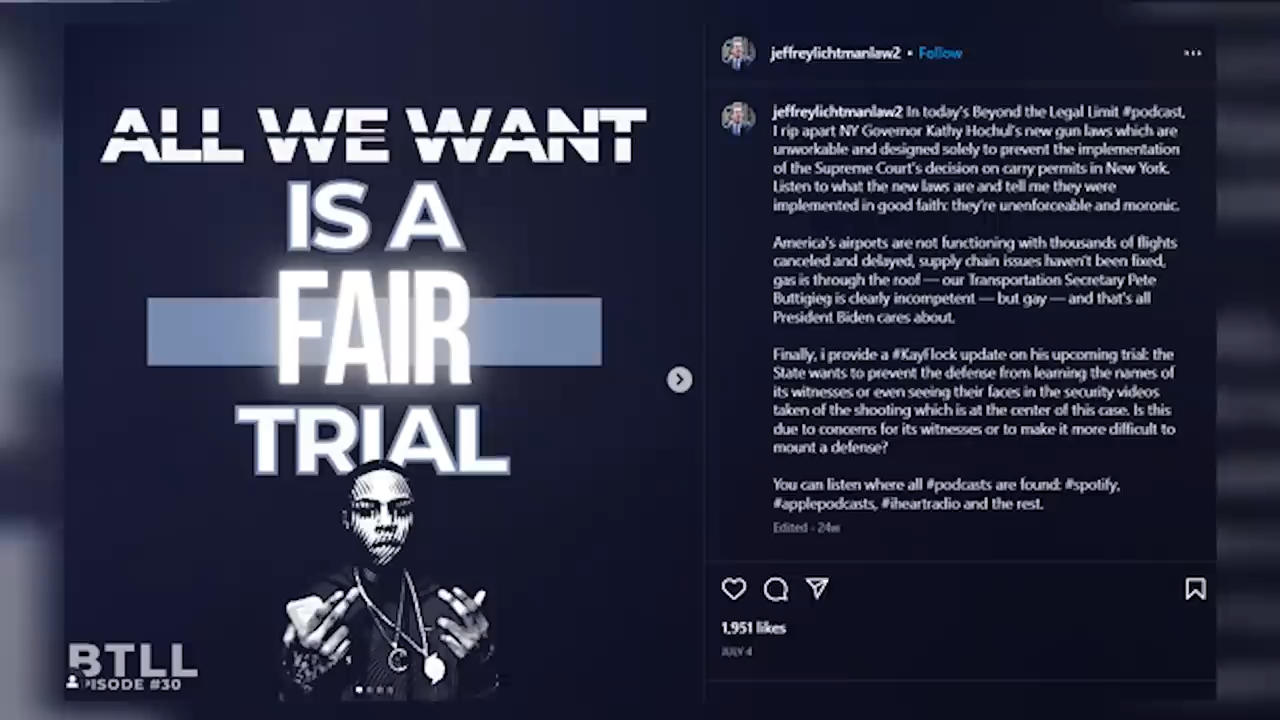 ALL WE WANT
IS A
FAIR
TRIAL
BTLL
PISODE #30
jeffreylichtmanlaw2 • Follow
jeffreylichtmanlaw2 In today's Beyond the Legal Limit #podcast,
I rip apart NY Governor Kathy Hochul's new gun laws which are
unworkable and designed solely to prevent the implementation
of the Supreme Court's decision on carry permits in New York.
Listen to what the new laws are and tell me they were
implemented in good faith: they're unenforceable and moronic.
America's airports are not functioning with thousands of flights
canceled and delayed, supply chain issues haven't been fixed,
gas is through the roof — our Transportation Secretary Pete
Buttigieg is clearly incompetent — but gay — and that's all
President Biden cares about.
Finally, i provide a #Kayflock update on his upcoming trial: the
State wants to prevent the defense from learning the names of
its witnesses or even seeing their faces in the security videos
taken of the shooting which is at the center of this case. Is this
due to concerns for its witnesses or to make it more difficult to
mount a defense?
You can listen where all #podcasts are found: #spotify,
#applepodcasts, #iheartradio and the rest.
Edited · 24w
1,951 likes
JULY 4